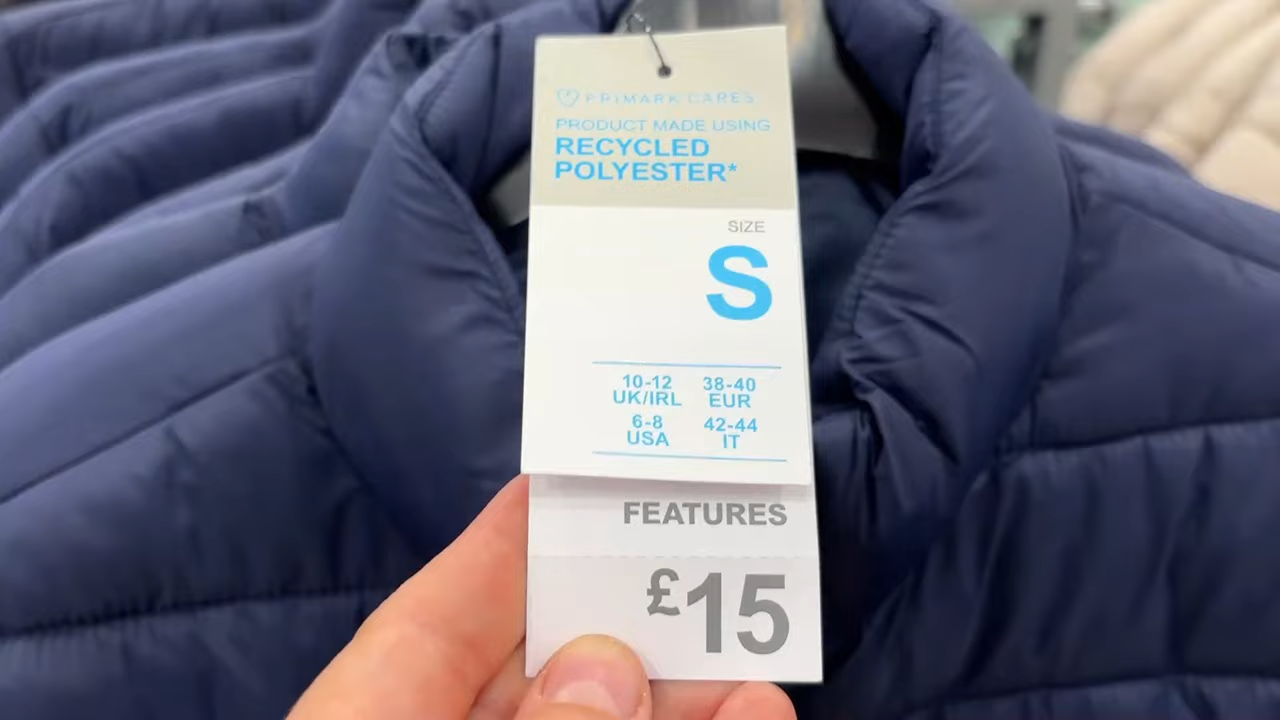 PRIMARK CARES
PRODUCT MADE USING
RECYCLED
POLYESTER*
SIZE
S
10-12 38-40
UK/IRL EUR
6-8 42-44
USA IT
FEATURES
£15